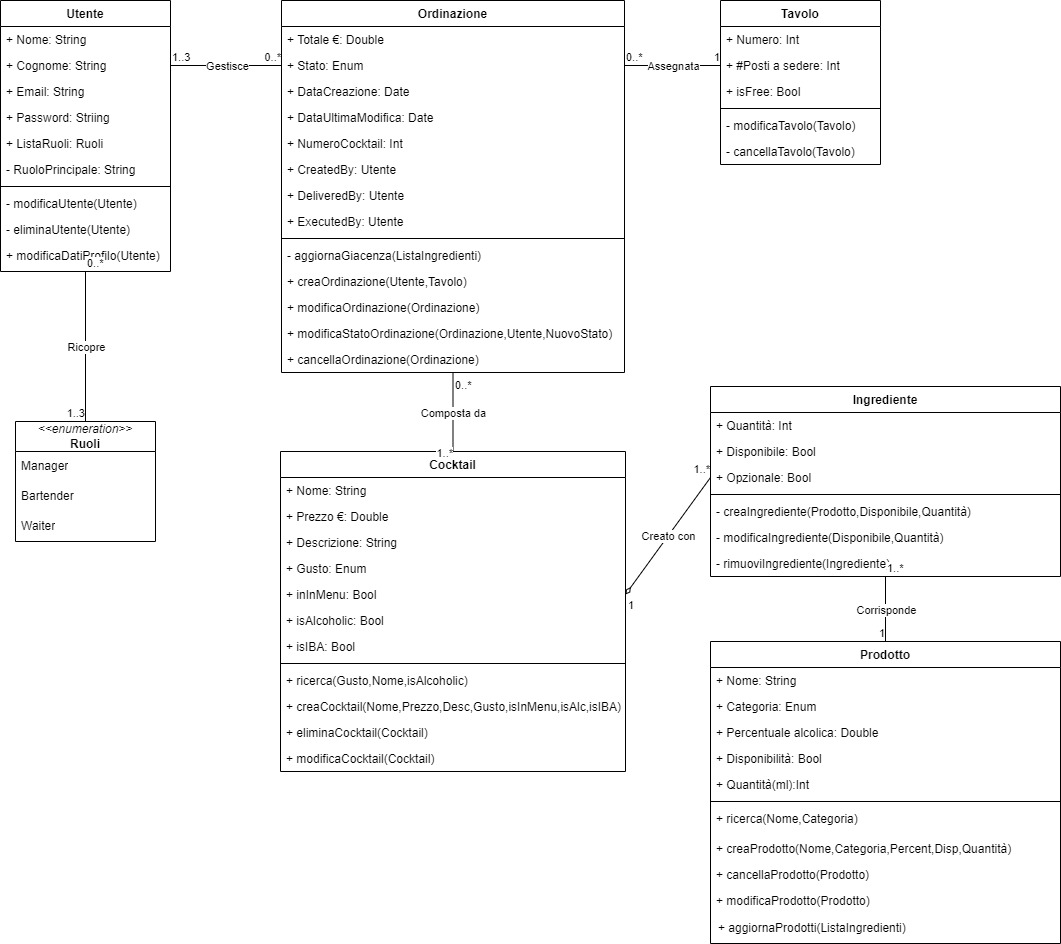 Utente
+ Nome: String
+ Cognome: String
+ Email: String
+ Password: Striing
+ ListaRuoli: Ruoli
- RuoloPrincipale: String
- modificaUtente(Utente)
- eliminaUtente(Utente)
+ modificaDatiProfilo(Utente)
1..3
Gestisce
0..*
Ordinazione
+ Totale €: Double
+ Stato: Enum
+ DataCreazione: Date
+ DataUltimaModifica: Date
+ NumeroCocktail: Int
+ CreatedBy: Utente
+ DeliveredBy: Utente
+ ExecutedBy: Utente
- aggiornaGiacenza(ListaIngredienti)
+ creaOrdinazione(Utente,Tavolo)
+ modificaOrdinazione(Ordinazione)
+ modificaStatoOrdinazione(Ordinazione,Utente,NuovoStato)
+ cancellaOrdinazione(Ordinazione)
0..*
Assegnata
1
Tavolo
+ Numero: Int
+ #Posti a sedere: Int
+ isFree: Bool
- modificaTavolo(Tavolo)
- cancellaTavolo(Tavolo)
0..*
Ricopre
1..3
<<enumeration>>
Ruoli
Manager
Bartender
Waiter
0..*
Composta da
1..*
Cocktail
+ Nome: String
+ Prezzo €: Double
+ Descrizione: String
+ Gusto: Enum
+ inInMenu: Bool
+ isAlcoholic: Bool
+ isIBA: Bool
+ ricerca(Gusto,Nome,isAlcoholic)
+ creaCocktail(Nome,Prezzo,Desc,Gusto,isInMenu,isAlc,isIBA)
+ eliminaCocktail(Cocktail)
+ modificaCocktail(Cocktail)
1..*
Creato con
1
Ingrediente
+ Quantità: Int
+ Disponibile: Bool
+ Opzionale: Bool
- creaIngrediente(Prodotto,Disponibile,Quantità)
- modificaIngrediente(Disponibile,Quantità)
- rimuoviIngrediente(Ingrediente)
1..*
Corrisponde
1
Prodotto
+ Nome: String
+ Categoria: Enum
+ Percentuale alcolica: Double
+ Disponibilità: Bool
+ Quantità(ml):Int
+ ricerca(Nome,Categoria)
+ creaProdotto(Nome,Categoria,Percent,Disp,Quantità)
+ cancellaProdotto(Prodotto)
+ modificaProdotto(Prodotto)
+ aggiornaProdotti(ListaIngredienti)